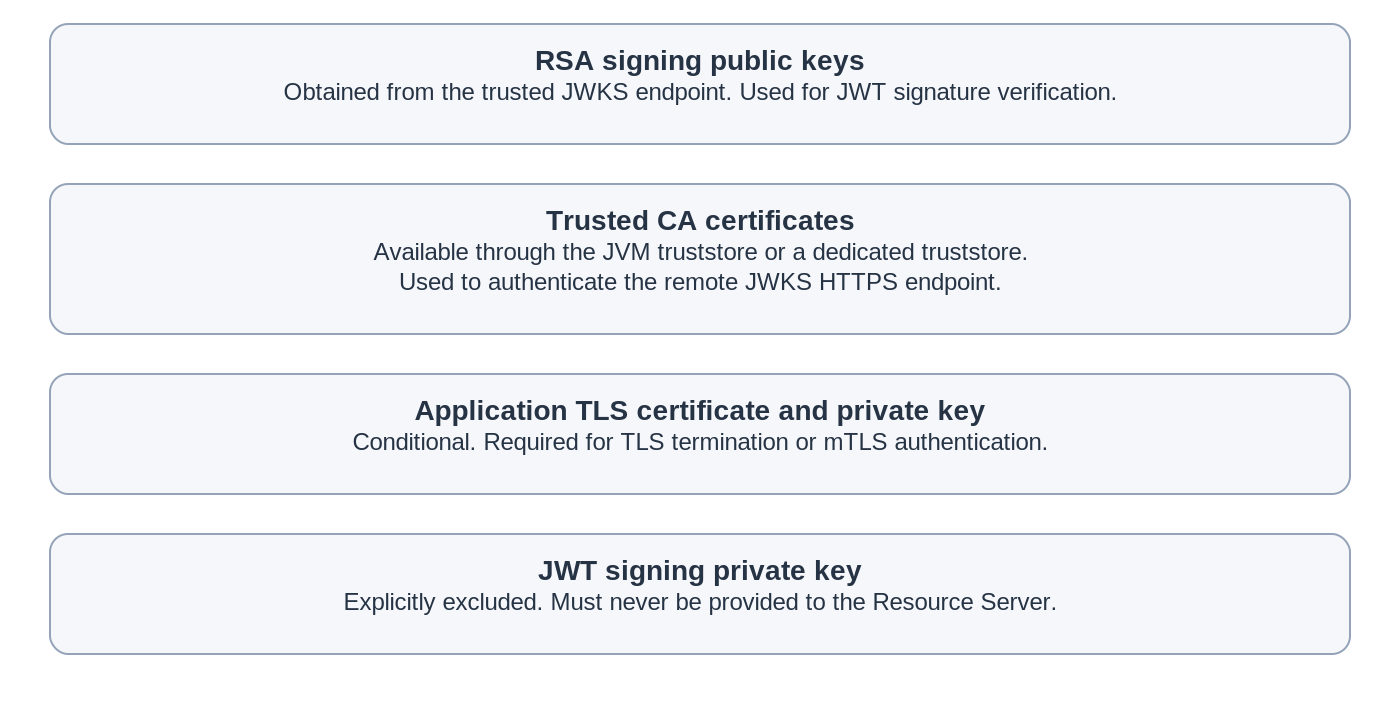 RSA signing public keys
Obtained from the trusted JWKS endpoint. Used for JWT signature verification.
Trusted CA certificates
Available through the JVM truststore or a dedicated truststore.
Used to authenticate the remote JWKS HTTPS endpoint.
Application TLS certificate and private key
Conditional. Required for TLS termination or mTLS authentication.
JWT signing private key
Explicitly excluded. Must never be provided to the Resource Server.